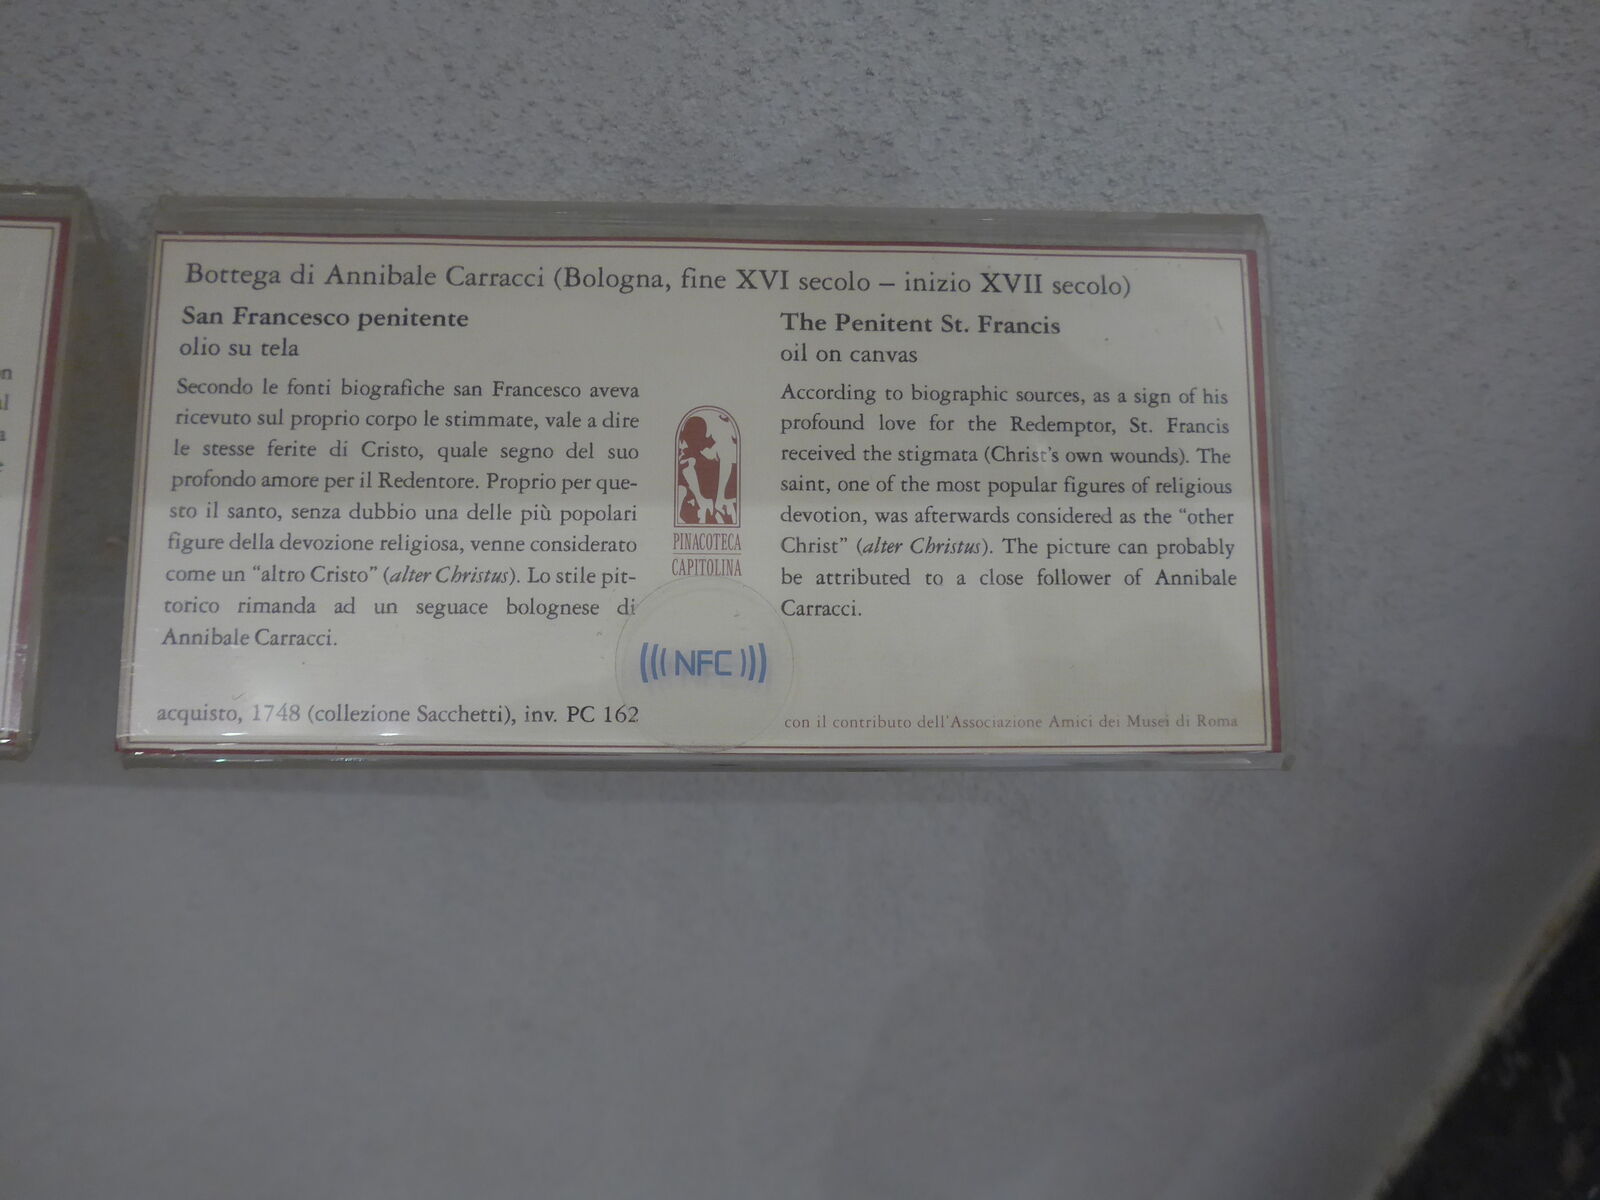 Bottega di Annibale Carracci (Bologna, fine XVI secolo – inizio XVII secolo)
San Francesco penitente
olio su tela
Secondo le fonti biografiche san Francesco aveva
ricevuto sul proprio corpo le stimmate, vale a dire
le stesse ferite di Cristo, quale segno del suo
profondo amore per il Redentore. Proprio per que-
sto il santo, senza dubbio una delle più popolari
figure della devozione religiosa, venne considerato
come un “altro Cristo” (alter Christus). Lo stile pit-
torico rimanda ad un seguace bolognese di
Annibale Carracci.
acquisto, 1748 (collezione Sacchetti), inv. PC 162
PINACOTECA
CAPITOLINA
(((NFC)))
The Penitent St. Francis
oil on canvas
According to biographic sources, as a sign of his
profound love for the Redemptor, St. Francis
received the stigmata (Christ's own wounds). The
saint, one of the most popular figures of religious
devotion, was afterwards considered as the “other
Christ” (alter Christus). The picture can probably
be attributed to a close follower of Annibale
Carracci.
con il contributo dell'Associazione Amici dei Musei di Roma